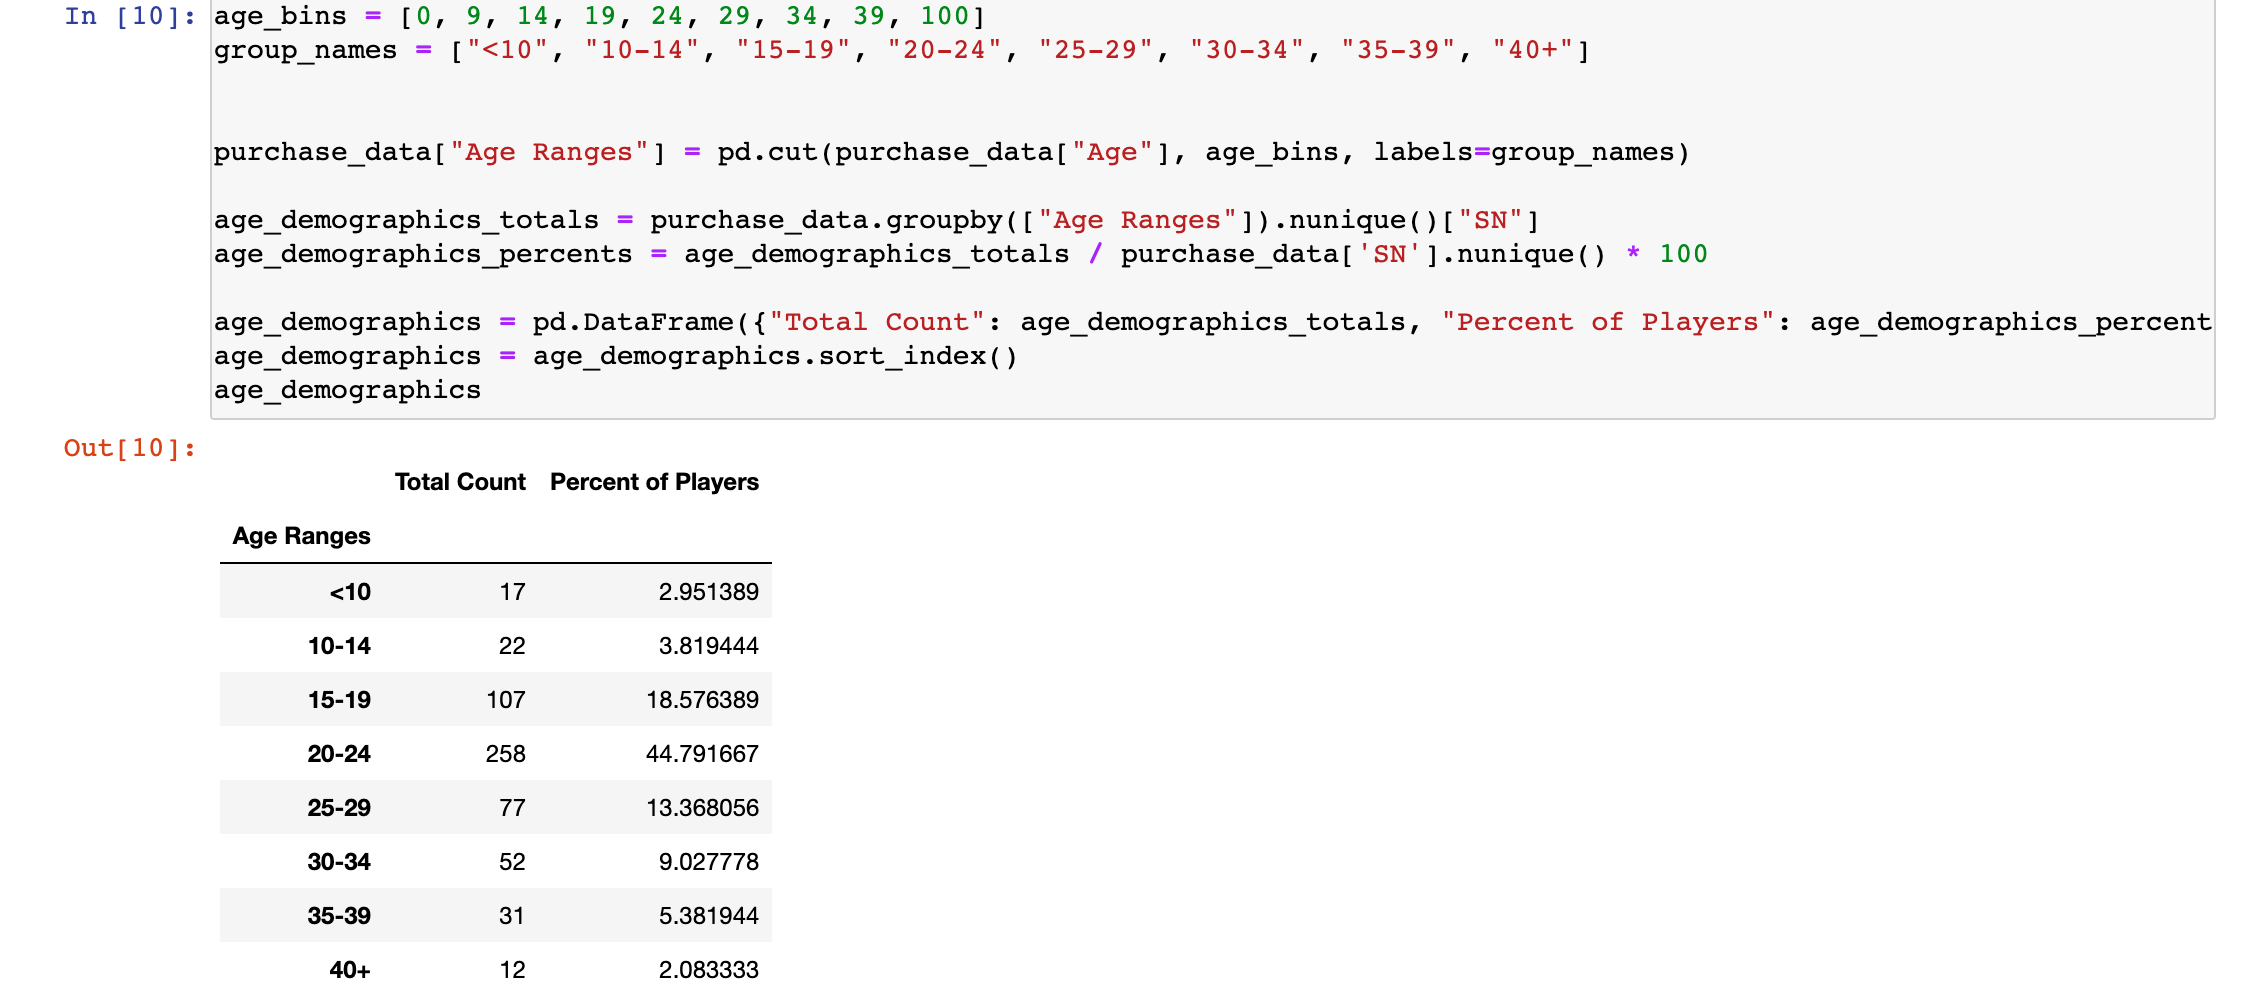 In [10]: age_bins = [0, 9, 14, 19, 24, 29, 34, 39, 100]
group_names = ["<10", "10-14", "15-19", "20-24", "25-29", "30-34", "35-39", "40+"]
purchase_data["Age Ranges"] = pd.cut(purchase_data["Age"], age_bins, labels=group_names)
age_demographics_totals = purchase_data.groupby(["Age Ranges"]).nunique()["SN"]
age_demographics_percents = age_demographics_totals / purchase_data['SN'].nunique() * 100
age_demographics = pd.DataFrame({"Total Count": age_demographics_totals, "Percent of Players": age_demographics_percent
age_demographics = age_demographics.sort_index()
age_demographics
Out[10]:
Total Count Percent of Players
Age Ranges
<10 17 2.951389
10-14 22 3.819444
15-19 107 18.576389
20-24 258 44.791667
25-29 77 13.368056
30-34 52 9.027778
35-39 31 5.381944
40+ 12 2.083333